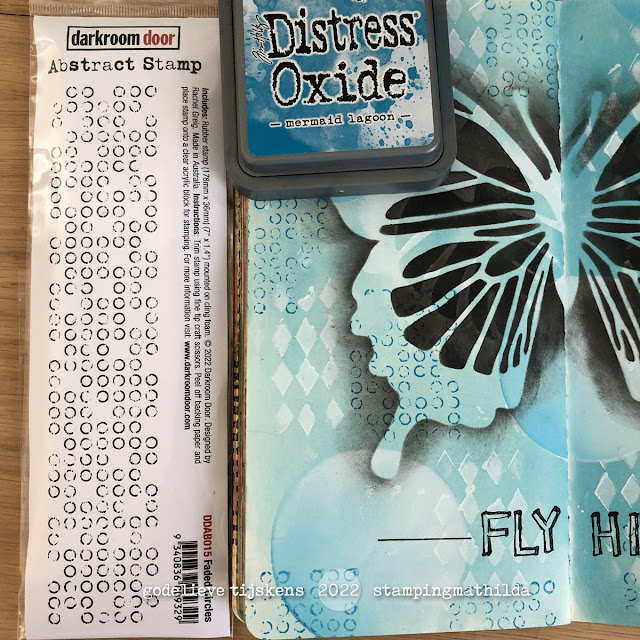 darkroom door
Abstract Stamp
Includes: Rubber stamp (178mm x 36mm) (7" x 1.4") mounted on cling foam. © 2022 Darkroom Door. Designed by
Rachel Greig. Made in Australia. Instructions: Trim stamp using fine tip craft scissors. Peel off backing paper and
place stamp onto a clear acrylic block for stamping. For more information visit: www.darkroomdoor.com
DDAB015 Faded Circles
Tim Holtz
Distress
Oxide
— mermaid lagoon —
FLY HI
godelieve tijskens 2022 stampingmathilda